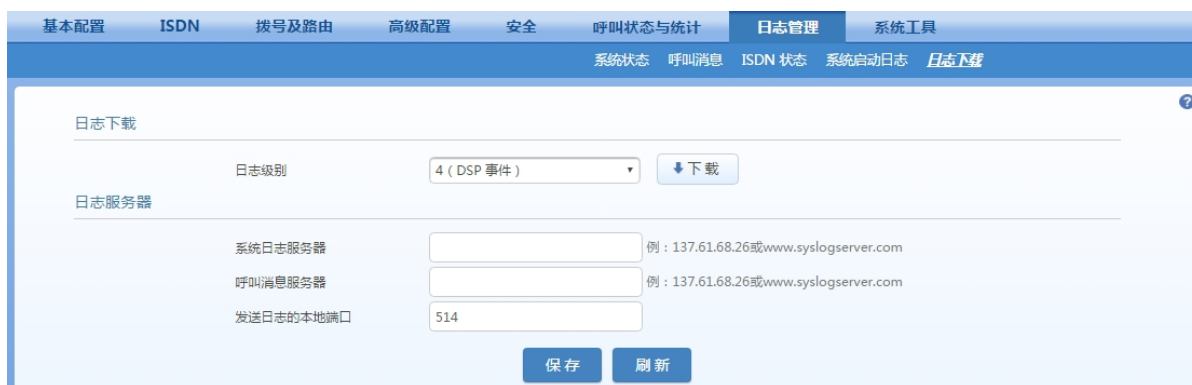 基本配置 ISDN 拨号及路由 高级配置 安全 呼叫状态与统计 日志管理 系统工具
系统状态 呼叫消息 ISDN 状态 系统启动日志 日志下载
日志下载
日志级别 4 ( DSP 事件 ) 下载
日志服务器
系统日志服务器 例：137.61.68.26或www.syslogserver.com
呼叫消息服务器 例：137.61.68.26或www.syslogserver.com
发送日志的本地端口 514
保存 刷新